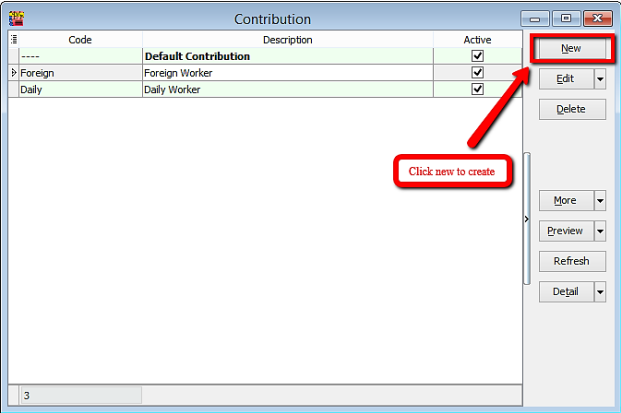 Contribution
Code Description Active
---- Default Contribution
Foreign Foreign Worker
Daily Daily Worker
3
New
Edit
Delete
More
Preview
Refresh
Detail
Click new to create